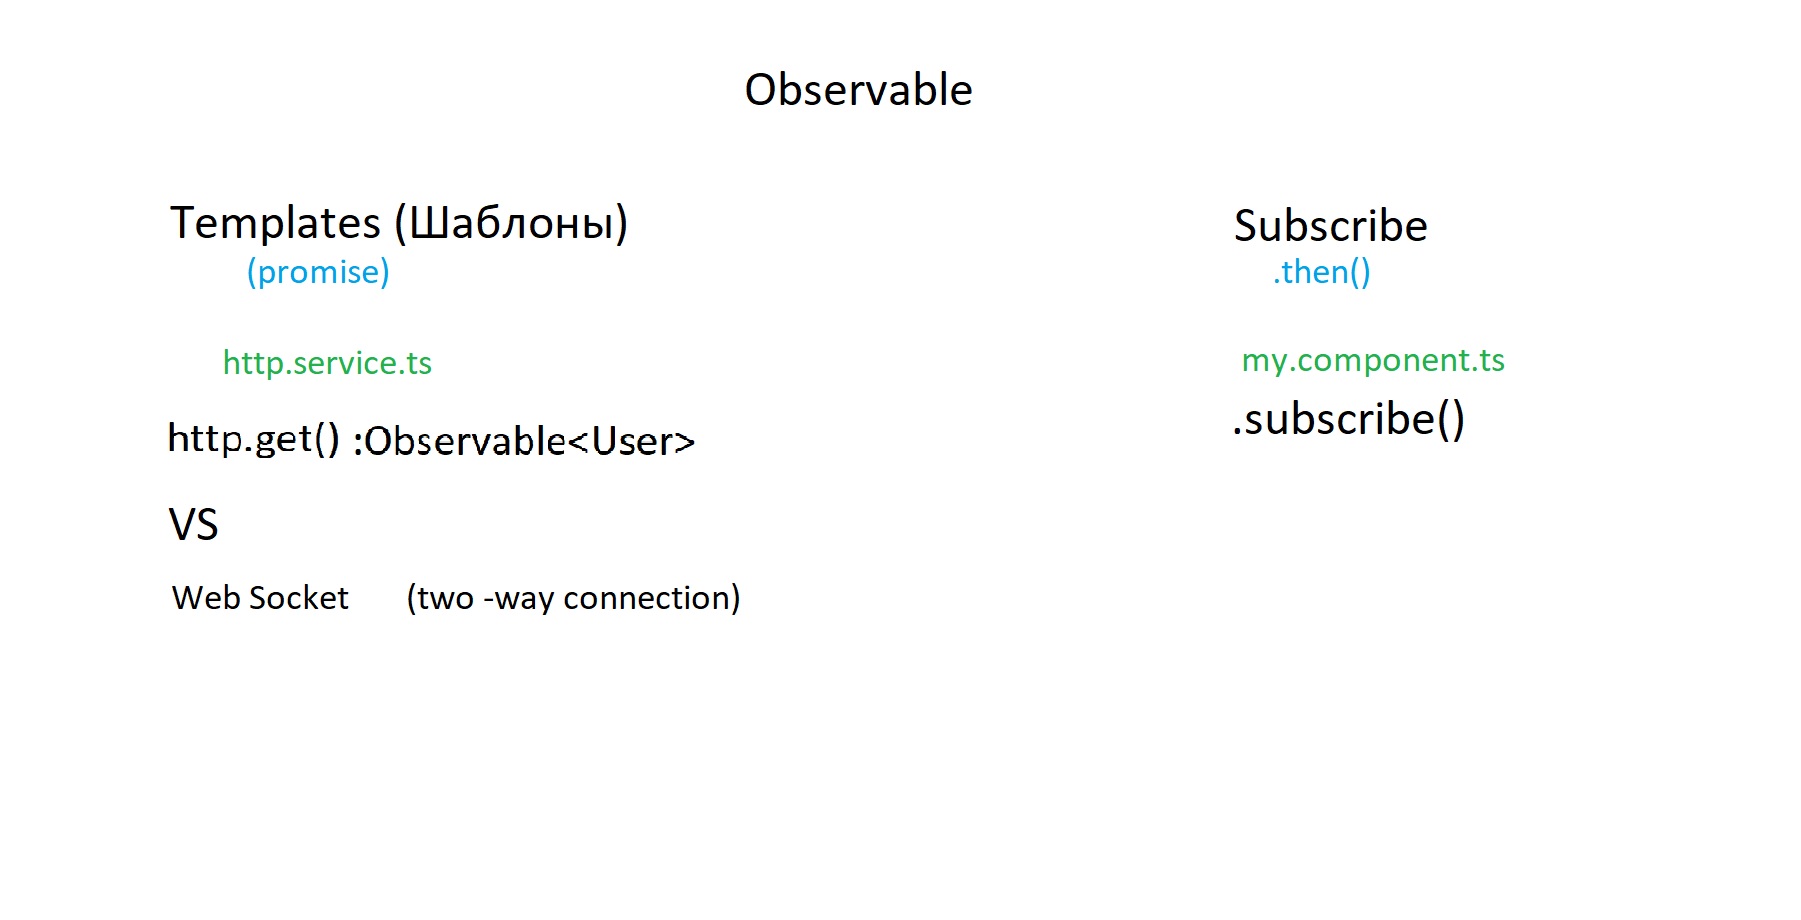 Observable
Templates (Шаблоны)
(promise)
http.service.ts
http.get() :Observable<User>
VS
Web Socket (two -way connection)
Subscribe
.then()
my.component.ts
.subscribe()